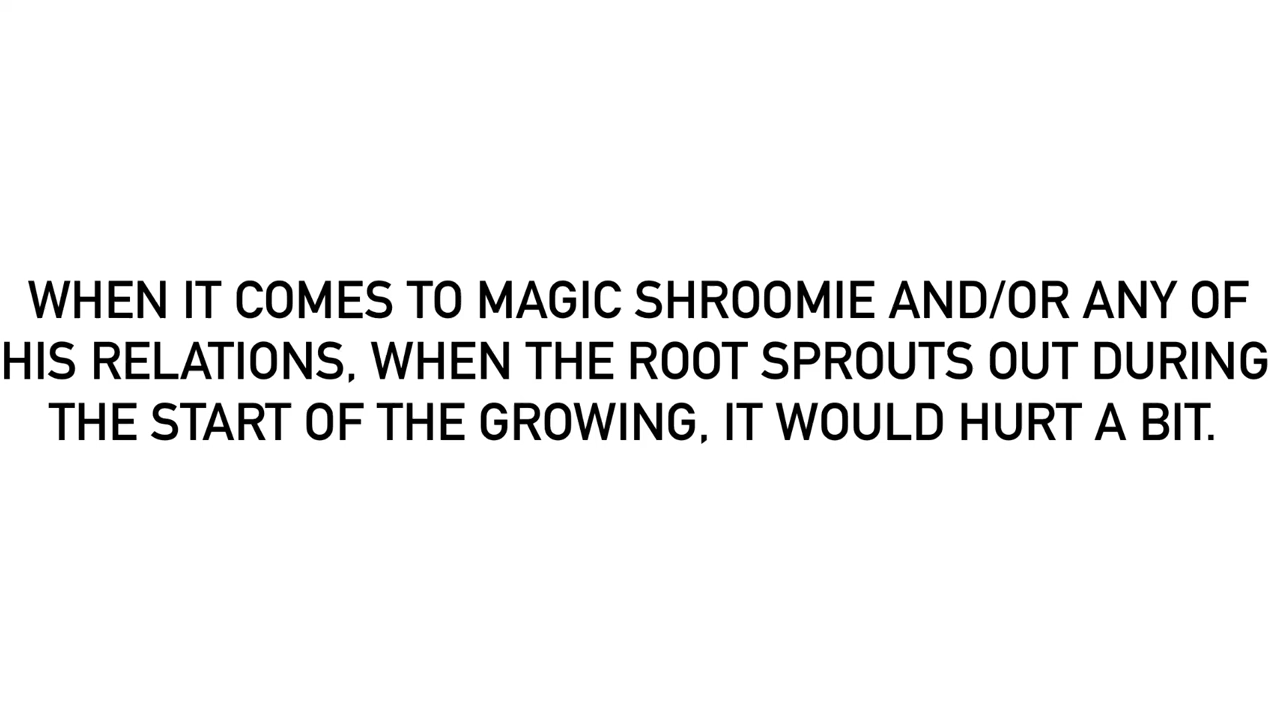 WHEN IT COMES TO MAGIC SHROOMIE AND/OR ANY OF
HIS RELATIONS, WHEN THE ROOT SPROUTS OUT DURING
THE START OF THE GROWING, IT WOULD HURT A BIT.